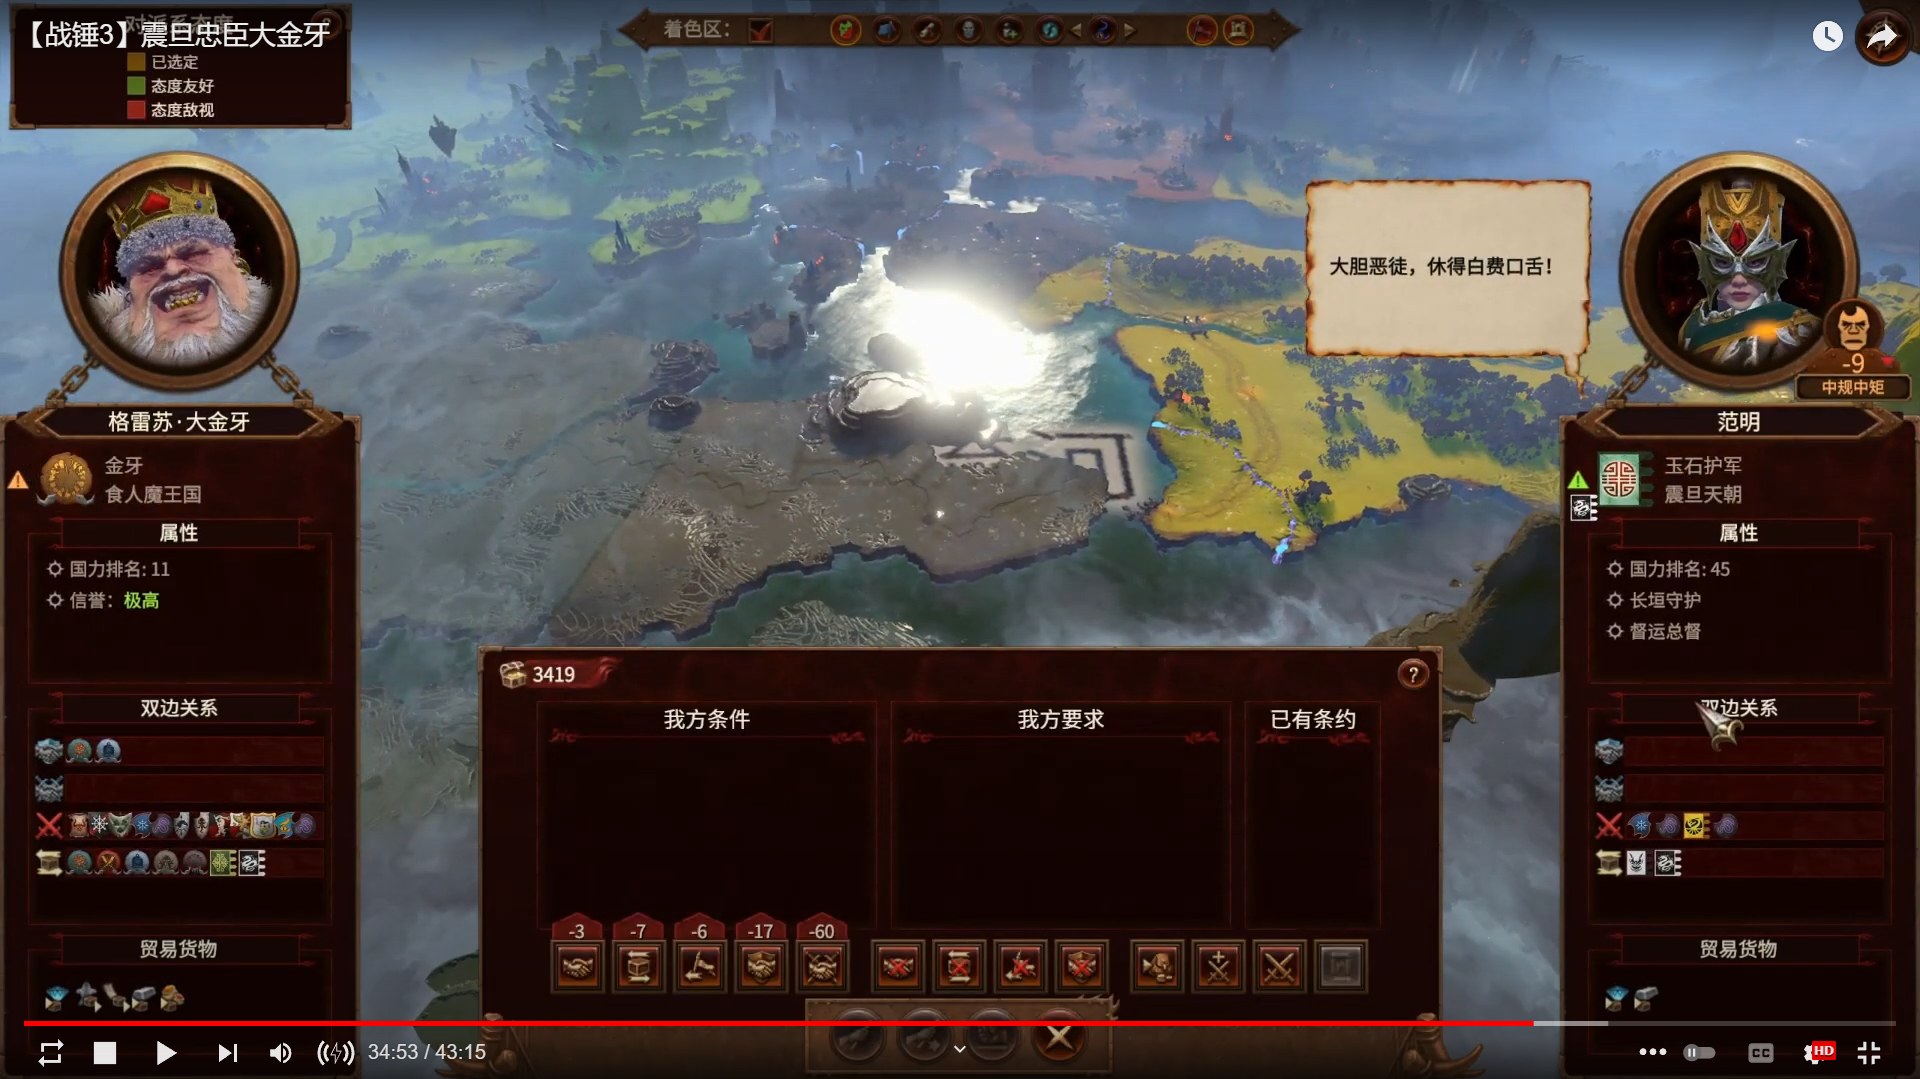 【战锤3】震旦忠臣大金牙
已选定
态度友好
态度敌视
着色区：
大胆恶徒，休得白费口舌！
-9
中规中矩
格雷苏·大金牙
金牙
食人魔王国
属性
国力排名: 11
信誉：极高
双边关系
贸易货物
范明
玉石护军
震旦天朝
属性
国力排名: 45
长垣守护
督运总督
双边关系
贸易货物
3419
?
我方条件
我方要求
已有条约
-3
-7
-6
-17
-60
34:53 / 43:15
CC
HD